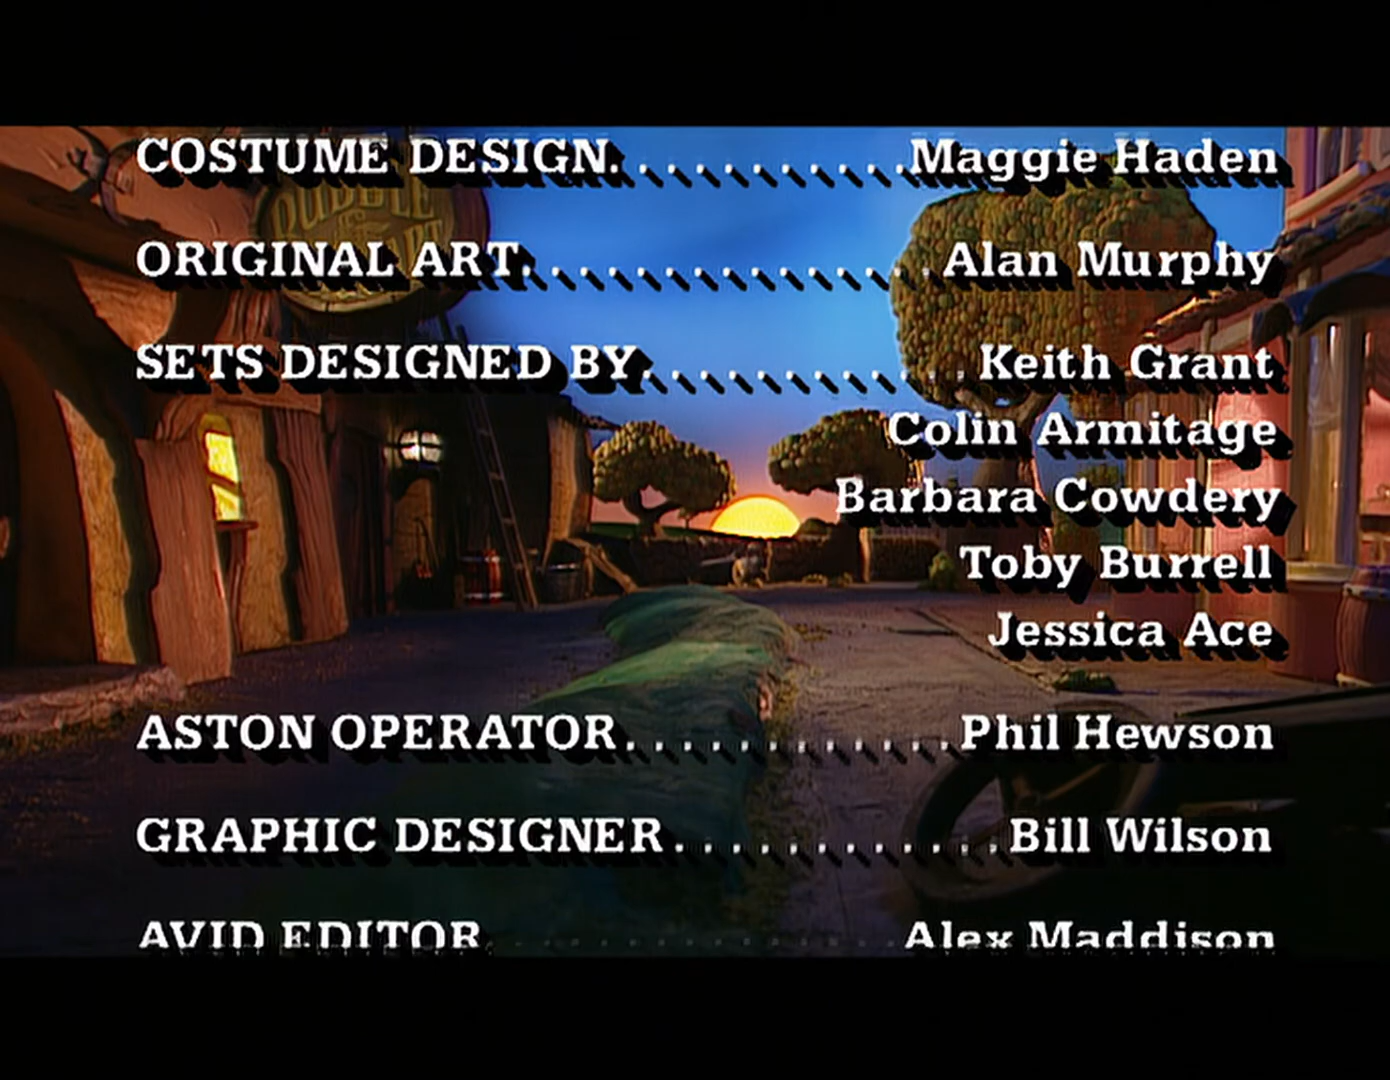 COSTUME DESIGN..........Maggie Haden
ORIGINAL ART...............Alan Murphy
SETS DESIGNED BY............Keith Grant
Colin Armitage
Barbara Cowdery
Toby Burrell
Jessica Ace
ASTON OPERATOR............Phil Hewson
GRAPHIC DESIGNER............Bill Wilson
AVID EDITOR..............Alex Maddison